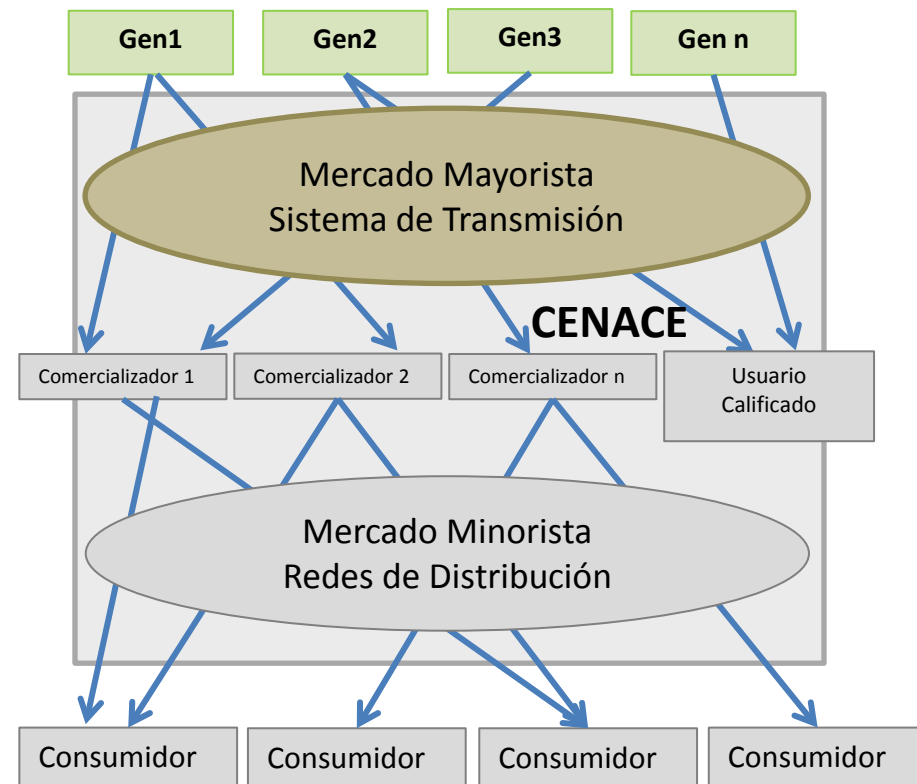 Gen1
Gen2
Gen3
Gen n
Mercado Mayorista
Sistema de Transmisión
CENACE
Comercializador 1
Comercializador 2
Comercializador n
Usuario
Calificado
Mercado Minorista
Redes de Distribución
Consumidor
Consumidor
Consumidor
Consumidor